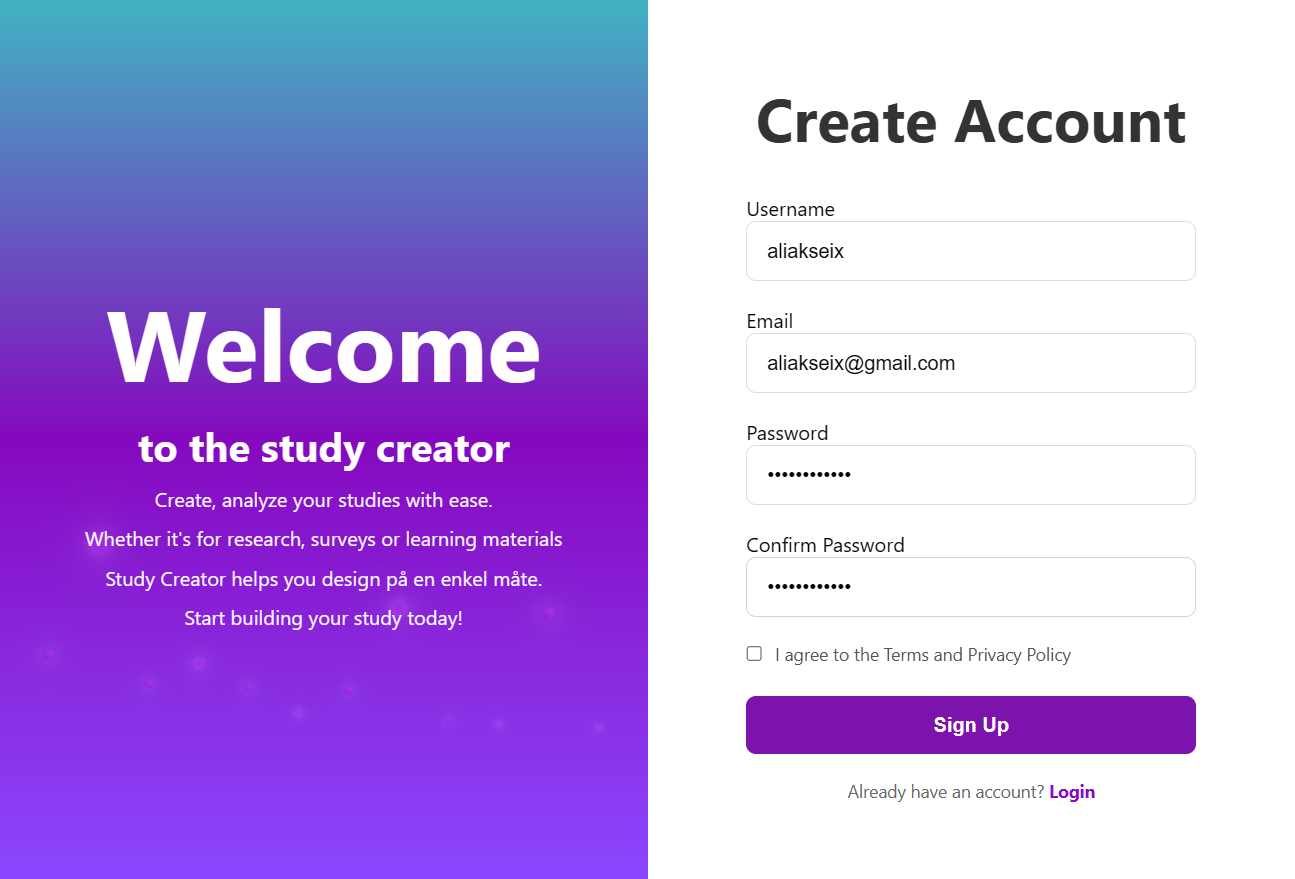 Welcome
to the study creator
Create, analyze your studies with ease.
Whether it's for research, surveys or learning materials
Study Creator helps you design på en enkel måte.
Start building your study today!
Create Account
Username
aliakseix
Email
aliakseix@gmail.com
Password
••••••••••••
Confirm Password
••••••••••••
I agree to the Terms and Privacy Policy
Sign Up
Already have an account? Login